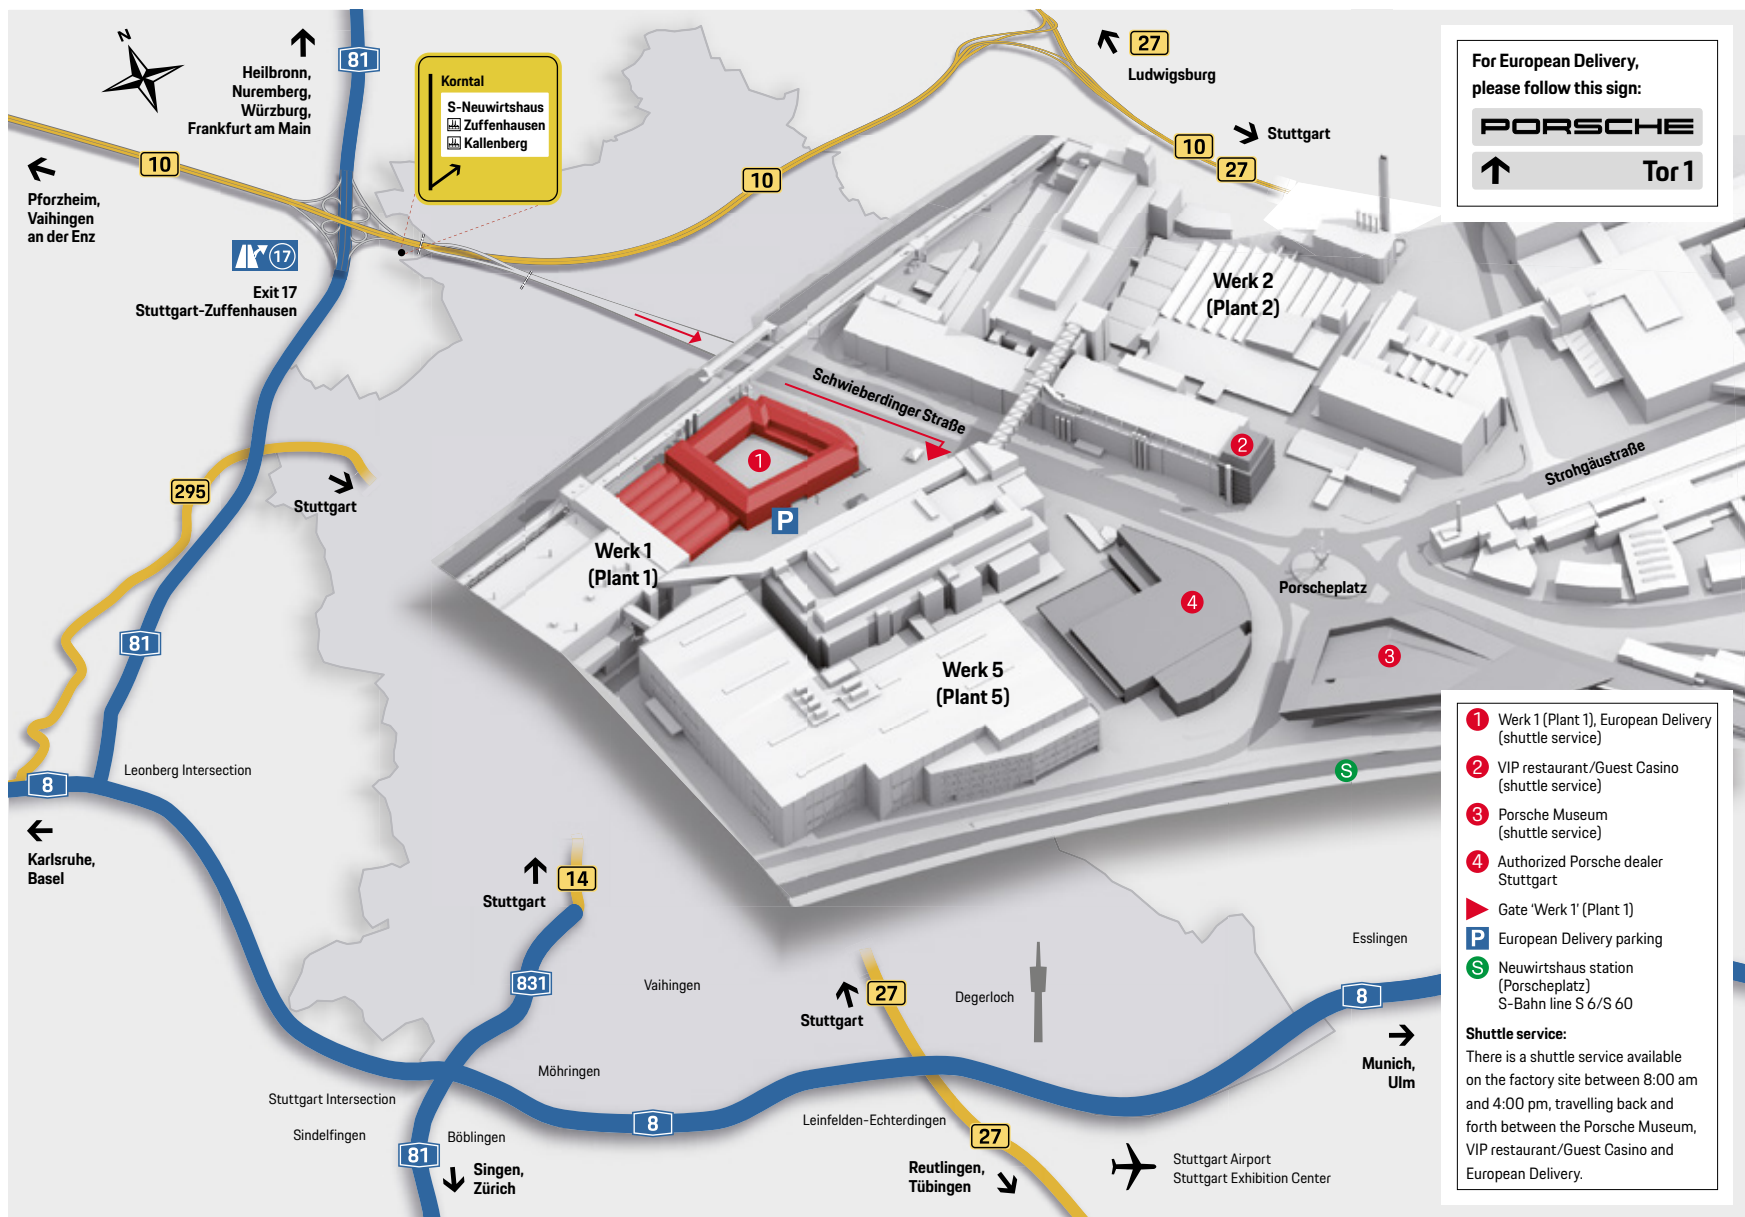 N
Heilbronn,
Nuremberg,
Würzburg,
Frankfurt am Main
81
Korntal
S-Neuwirtshaus
Zuffenhausen
Kallenberg
27
Ludwigsburg
Stuttgart
10
27
10
10
Pforzheim,
Vaihingen
an der Enz
17
Exit 17
Stuttgart-Zuffenhausen
For European Delivery,
please follow this sign:
PORSCHE
Tor 1
Werk 2
(Plant 2)
Schwieberdinger Straße
1
2
Strohgäustraße
295
Stuttgart
P
Werk 1
(Plant 1)
Porscheplatz
4
3
Werk 5
(Plant 5)
81
Leonberg Intersection
8
S
Karlsruhe,
Basel
Stuttgart
14
831
Vaihingen
Stuttgart
27
Degerloch
Esslingen
8
Munich,
Ulm
Möhringen
Stuttgart Intersection
Sindelfingen
Böblingen
81
Singen,
Zürich
8
Leinfelden-Echterdingen
27
Reutlingen,
Tübingen
Stuttgart Airport
Stuttgart Exhibition Center
1 Werk 1 (Plant 1), European Delivery
(shuttle service)
2 VIP restaurant/Guest Casino
(shuttle service)
3 Porsche Museum
(shuttle service)
4 Authorized Porsche dealer
Stuttgart
Gate ‘Werk 1’ (Plant 1)
P European Delivery parking
S Neuwirtshaus station
(Porscheplatz)
S-Bahn line S 6/S 60
Shuttle service:
There is a shuttle service available
on the factory site between 8:00 am
and 4:00 pm, travelling back and
forth between the Porsche Museum,
VIP restaurant/Guest Casino and
European Delivery.